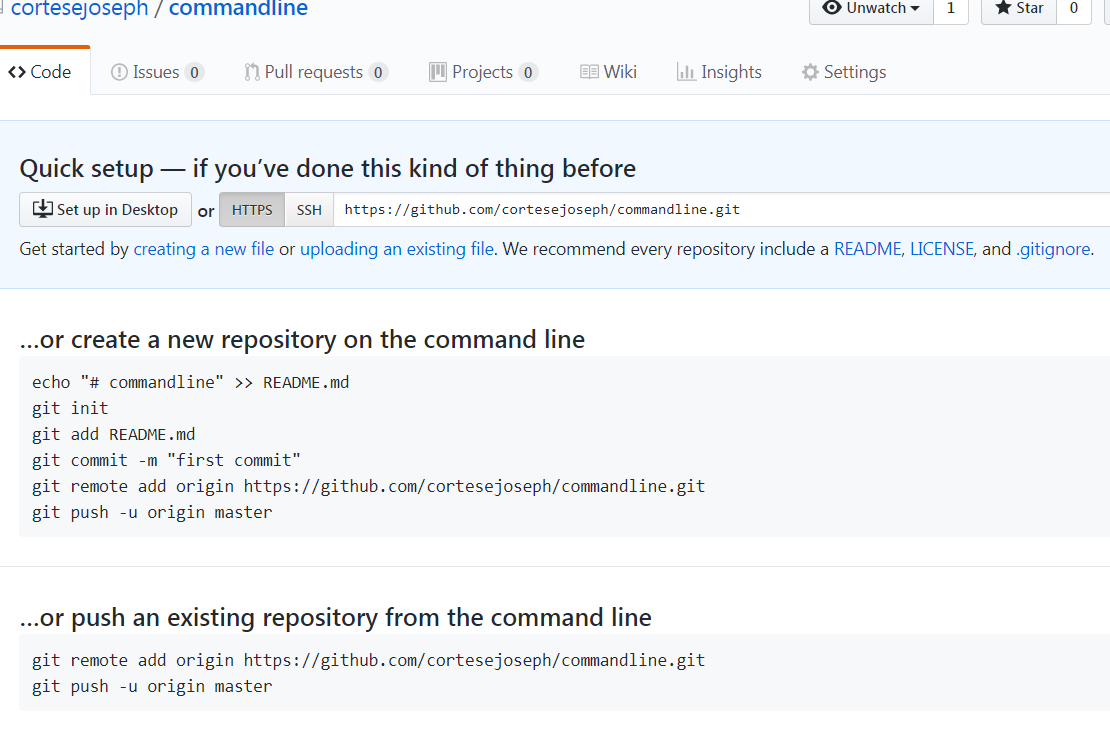 cortesejoseph / commandline
Unwatch 1 Star 0
Code Issues 0 Pull requests 0 Projects 0 Wiki Insights Settings
Quick setup — if you’ve done this kind of thing before
Set up in Desktop or HTTPS SSH https://github.com/cortesejoseph/commandline.git
Get started by creating a new file or uploading an existing file. We recommend every repository include a README, LICENSE, and .gitignore.
…or create a new repository on the command line
echo "# commandline" >> README.md
git init
git add README.md
git commit -m "first commit"
git remote add origin https://github.com/cortesejoseph/commandline.git
git push -u origin master
…or push an existing repository from the command line
git remote add origin https://github.com/cortesejoseph/commandline.git
git push -u origin master